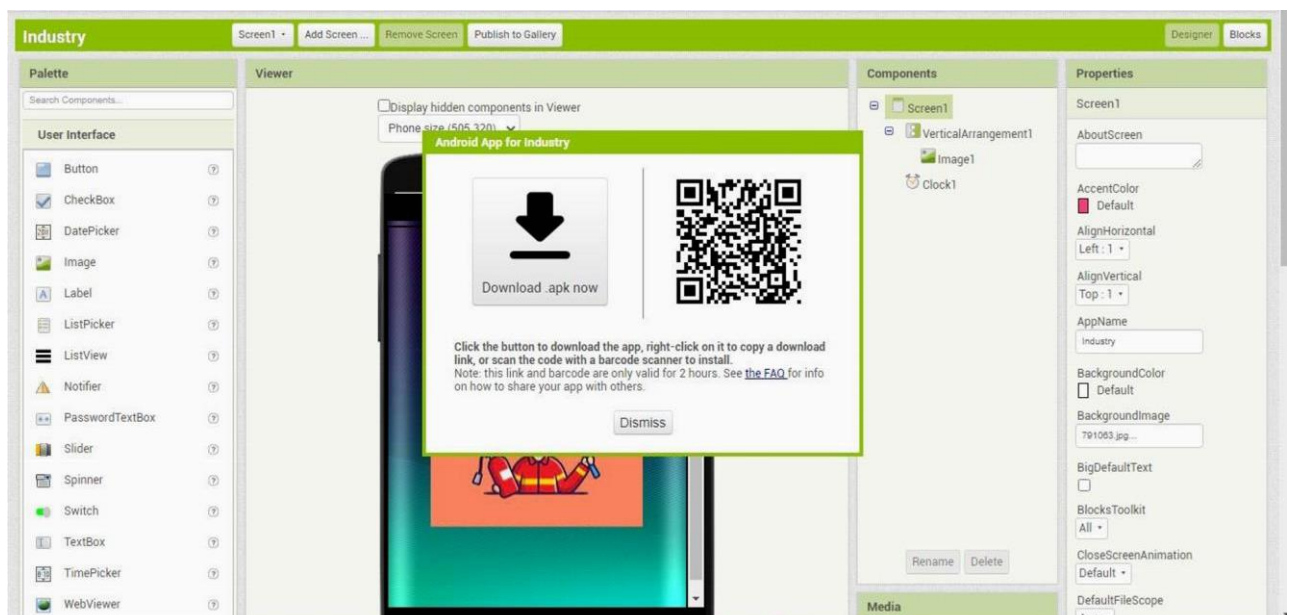 Industry
Screen1
Add Screen ...
Remove Screen
Publish to Gallery
Designer
Blocks
Palette
Search Components...
User Interface
Button
CheckBox
DatePicker
Image
Label
ListPicker
ListView
Notifier
PasswordTextBox
Slider
Spinner
Switch
TextBox
TimePicker
WebViewer
Viewer
Display hidden components in Viewer
Phone size (505,320)
Android App for Industry
Download .apk now
Click the button to download the app, right-click on it to copy a download
link, or scan the code with a barcode scanner to install.
Note: this link and barcode are only valid for 2 hours. See the FAQ for info
on how to share your app with others.
Dismiss
Components
Screen1
VerticalArrangement1
Image1
Clock1
Rename
Delete
Media
Properties
Screen1
AboutScreen
AccentColor
Default
AlignHorizontal
Left : 1
AlignVertical
Top : 1
AppName
Industry
BackgroundColor
Default
BackgroundImage
791063.jpg...
BigDefaultText
BlocksToolkit
All
CloseScreenAnimation
Default
DefaultFileScope